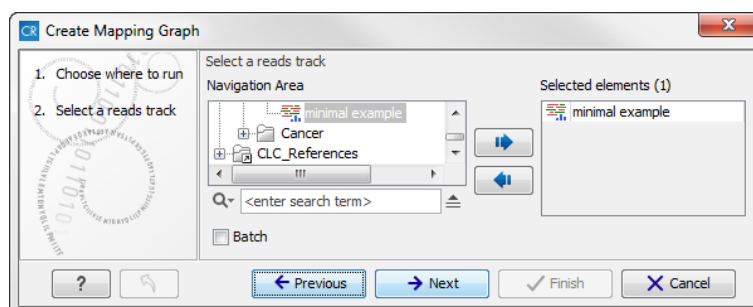 CR Create Mapping Graph
X
1. Choose where to run
2. Select a reads track
Select a reads track
Navigation Area
minimal example
Cancer
CLC_References
<enter search term>
Batch
Selected elements (1)
minimal example
?
Previous
Next
Finish
Cancel